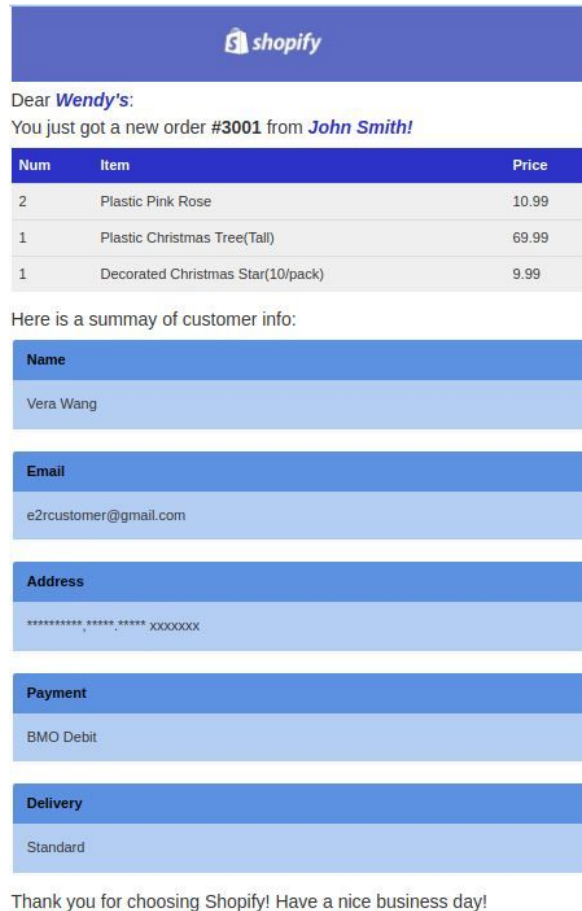 shopify
Dear Wendy's:
You just got a new order #3001 from John Smith!
Num Item Price
2 Plastic Pink Rose 10.99
1 Plastic Christmas Tree(Tall) 69.99
1 Decorated Christmas Star(10/pack) 9.99
Here is a summay of customer info:
Name
Vera Wang
Email
e2rcustomer@gmail.com
Address
**********,*****.***** xxxxxxx
Payment
BMO Debit
Delivery
Standard
Thank you for choosing Shopify! Have a nice business day!